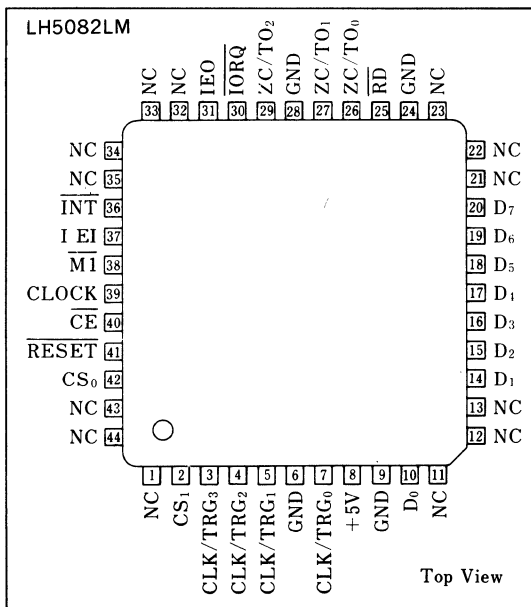 LH5082LM
NC
NC
IEO
IORQ
ZC/TO₂
GND
ZC/TO₁
ZC/TO₀
RD
GND
NC
33 32 31 30 29 28 27 26 25 24 23
NC 34
NC 35
INT 36
IEI 37
M1 38
CLOCK 39
CE 40
RESET 41
CS₀ 42
NC 43
NC 44
22 NC
21 NC
20 D₇
19 D₆
18 D₅
17 D₄
16 D₃
15 D₂
14 D₁
13 NC
12 NC
1 2 3 4 5 6 7 8 9 10 11
NC
CS₁
CLK/TRG₃
CLK/TRG₂
CLK/TRG₁
GND
CLK/TRG₀
+5V
GND
D₀
NC
Top View